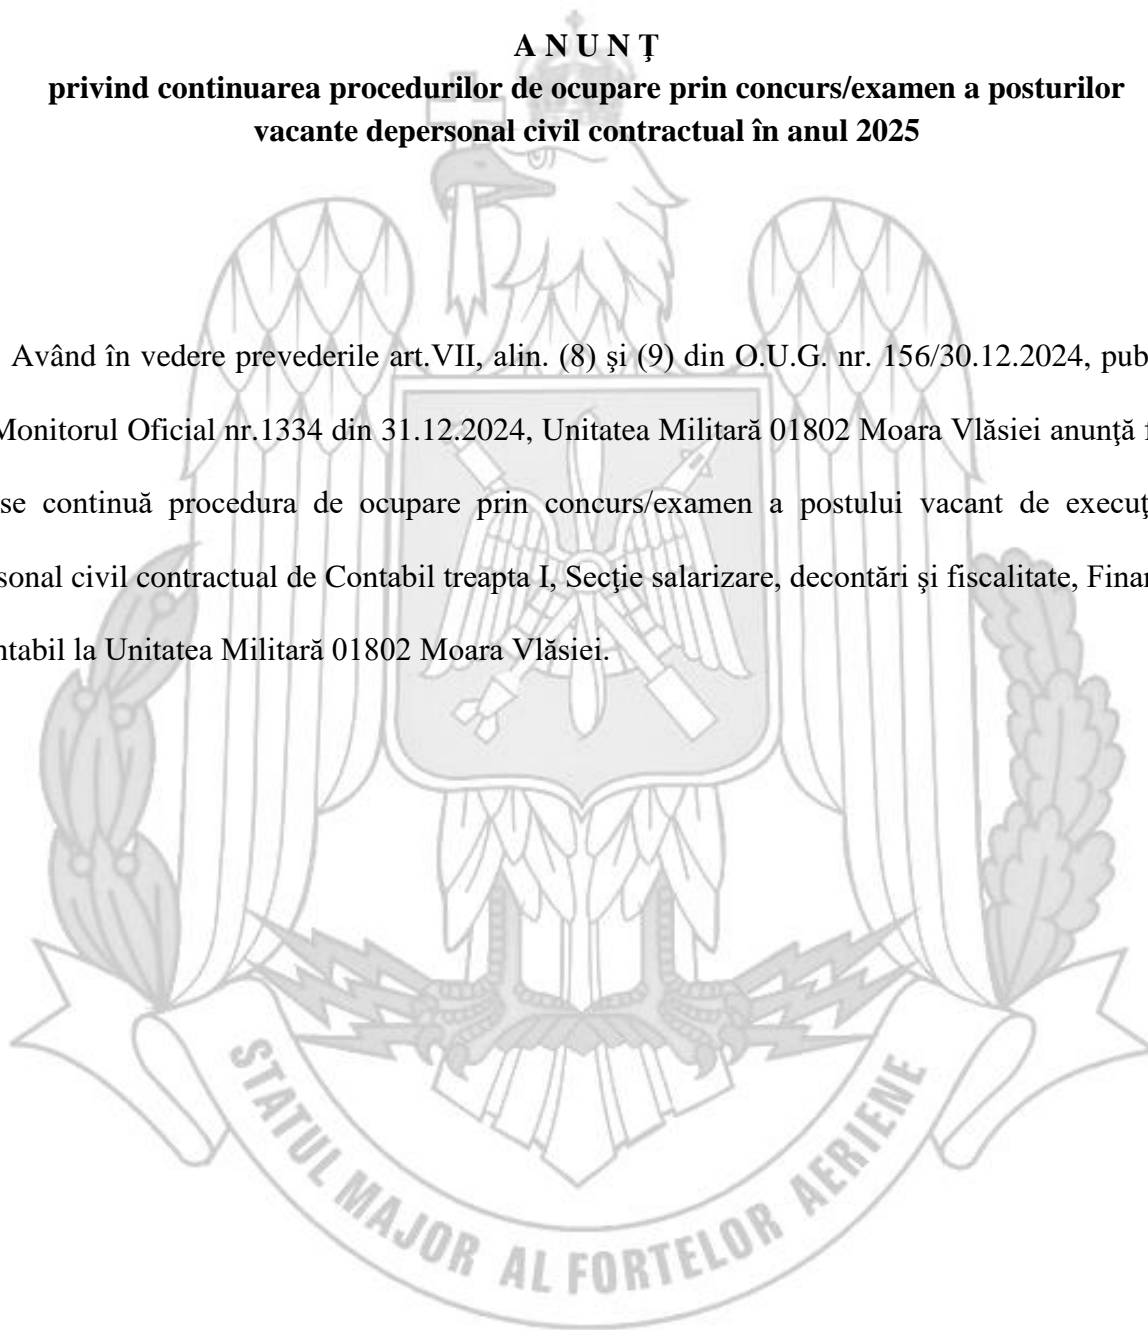 A N U N Ţ
privind continuarea procedurilor de ocupare prin concurs/examen a posturilor
vacante depersonal civil contractual în anul 2025
Având în vedere prevederile art.VII, alin. (8) şi (9) din O.U.G. nr. 156/30.12.2024, pub
Monitorul Oficial nr.1334 din 31.12.2024, Unitatea Militară 01802 Moara Vlăsiei anunţă
se continuă procedura de ocupare prin concurs/examen a postului vacant de execuţ
sonal civil contractual de Contabil treapta I, Secţie salarizare, decontări şi fiscalitate, Finan
ntabil la Unitatea Militară 01802 Moara Vlăsiei.
STATUL MAJOR AL FORTELOR AERIENE